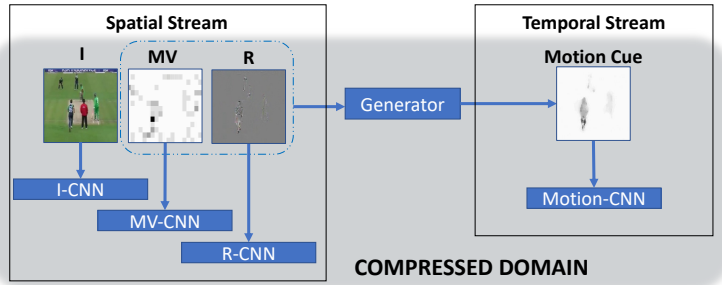 Spatial Stream
Temporal Stream
I
MV
R
Motion Cue
Generator
I-CNN
MV-CNN
R-CNN
Motion-CNN
COMPRESSED DOMAIN